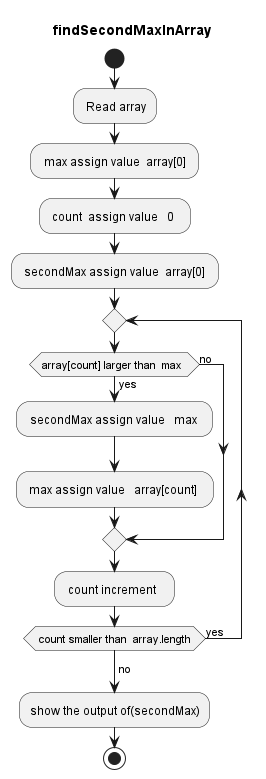 findSecondMaxInArray
Read array
max assign value array[0]
count assign value 0
secondMax assign value array[0]
array[count] larger than max
no
yes
secondMax assign value max
max assign value array[count]
count increment
count smaller than array.length
yes
no
show the output of(secondMax)